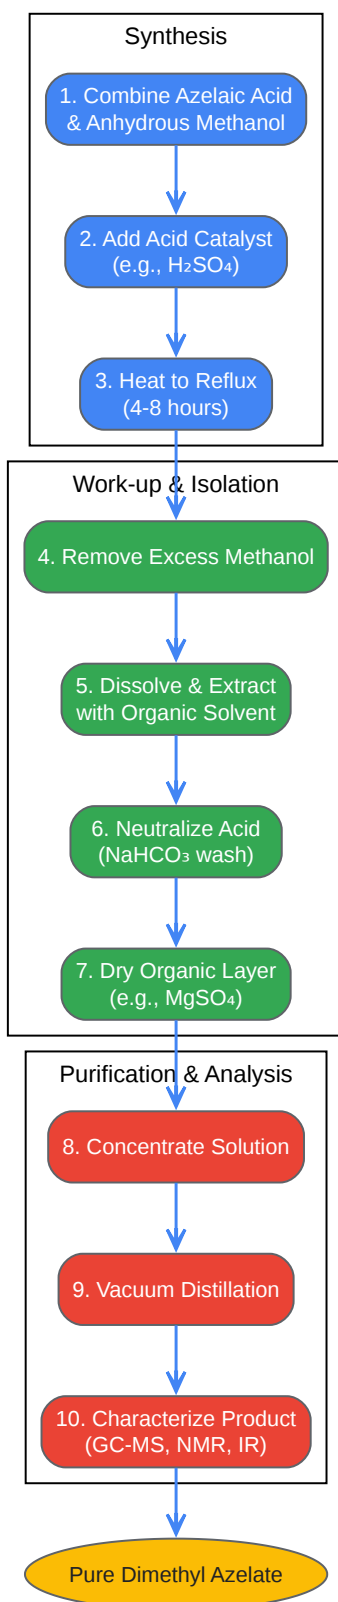 Synthesis
1. Combine Azelaic Acid
& Anhydrous Methanol
2. Add Acid Catalyst
(e.g., H₂SO₄)
3. Heat to Reflux
(4-8 hours)
Work-up & Isolation
4. Remove Excess Methanol
5. Dissolve & Extract
with Organic Solvent
6. Neutralize Acid
(NaHCO₃ wash)
7. Dry Organic Layer
(e.g., MgSO₄)
Purification & Analysis
8. Concentrate Solution
9. Vacuum Distillation
10. Characterize Product
(GC-MS, NMR, IR)
Pure Dimethyl Azelate